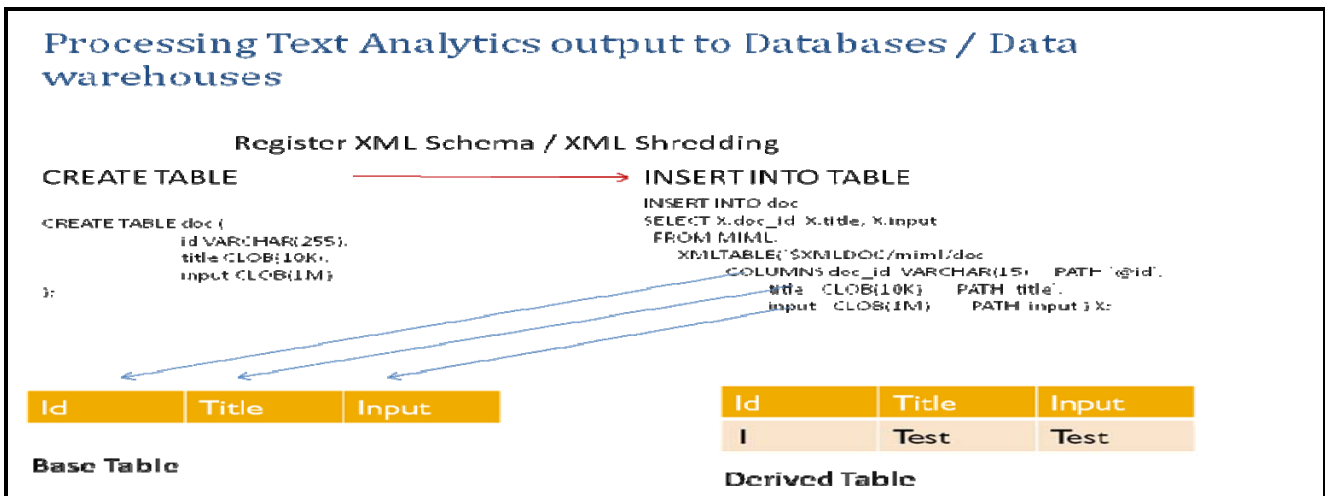 Processing Text Analytics output to Databases / Data
warehouses
Register XML Schema / XML Shredding
CREATE TABLE
CREATE TABLE doc (
id VARCHAR(255),
title CLOB(10K),
input CLOB(1M)
);
INSERT INTO TABLE
INSERT INTO doc
SELECT X.doc_id, X.title, X.input
FROM MIML,
XMLTABLE('$XMLDOC/miml/doc
COLUMNS doc_id VARCHAR(15) PATH '@id',
title CLOB(10K) PATH 'title',
input CLOB(1M) PATH 'input') X;
Id Title Input
Base Table
Id Title Input
1 Test Test
Derived Table